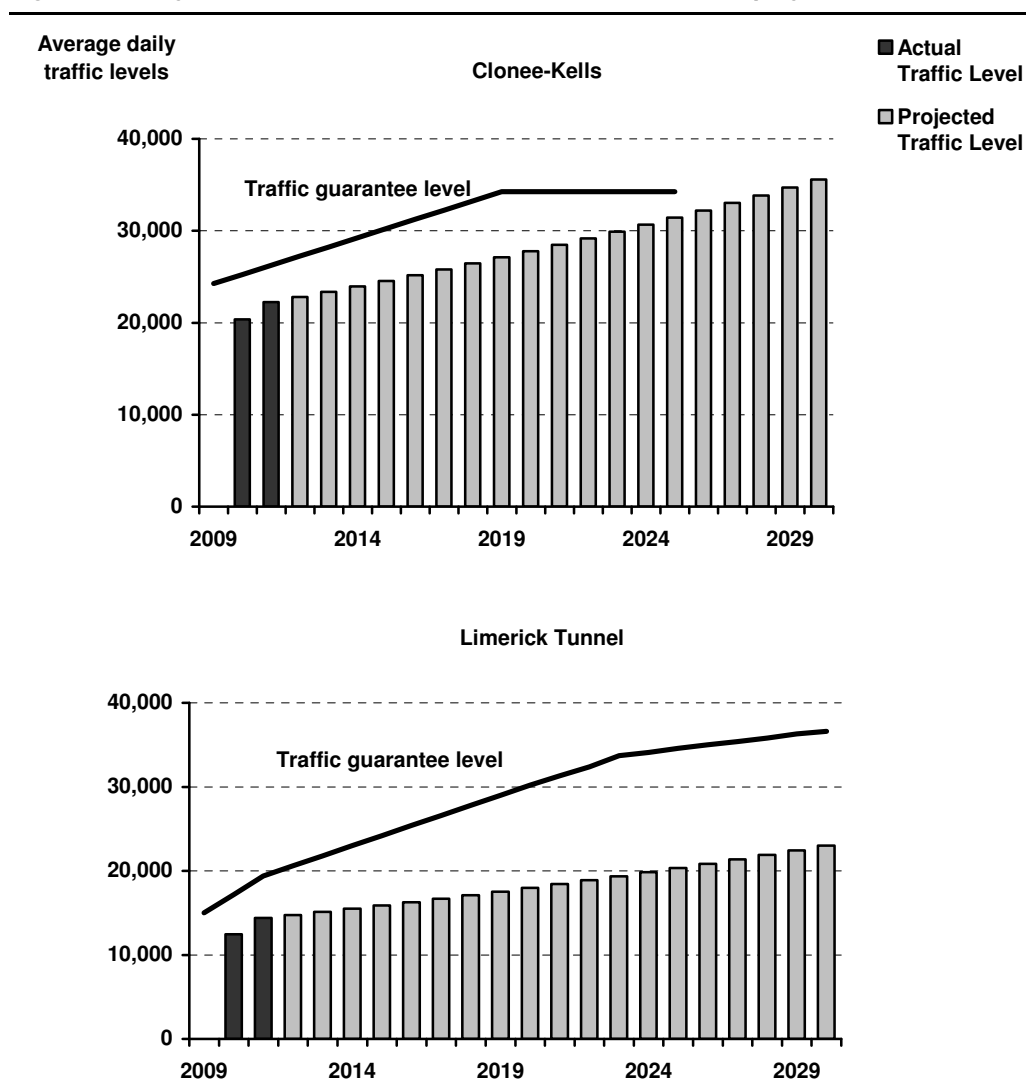 Average daily
traffic levels
Clonee-Kells
Actual
Traffic Level
Projected
Traffic Level
40,000
Traffic guarantee level
30,000
20,000
10,000
0
2009 2014 2019 2024 2029
Limerick Tunnel
40,000
Traffic guarantee level
30,000
20,000
10,000
0
2009 2014 2019 2024 2029